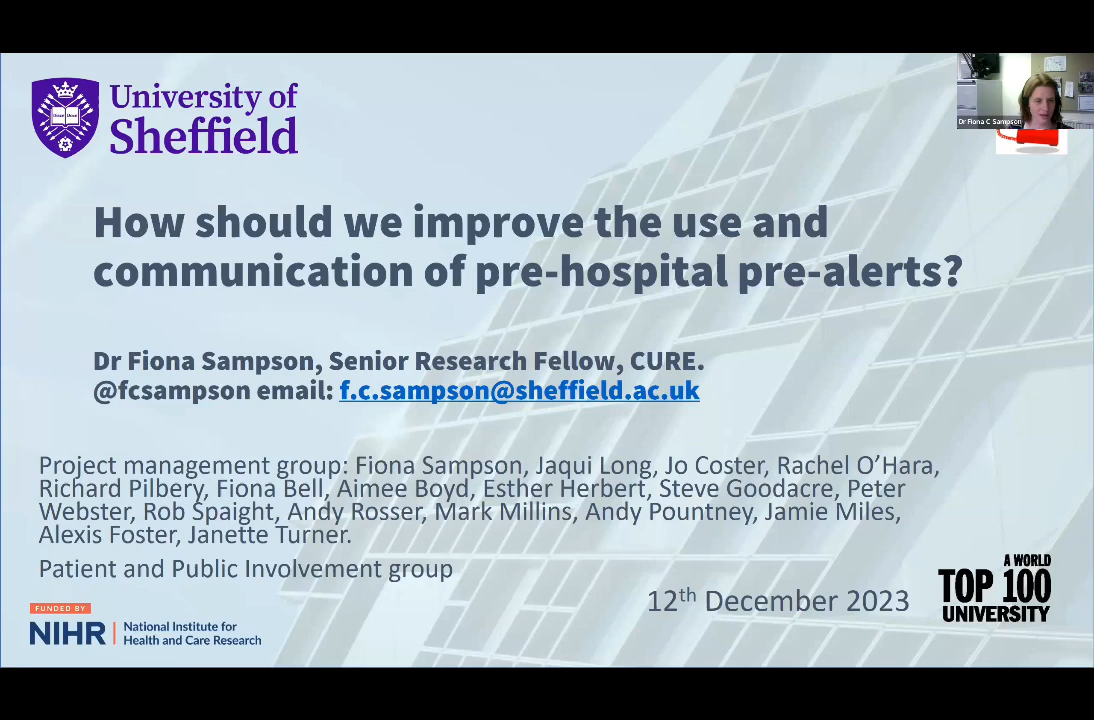 University of
Sheffield
Dr Fiona C Sampson
How should we improve the use and
communication of pre-hospital pre-alerts?
Dr Fiona Sampson, Senior Research Fellow, CURE.
@fcsampson email: f.c.sampson@sheffield.ac.uk
Project management group: Fiona Sampson, Jaqui Long, Jo Coster, Rachel O’Hara,
Richard Pilbery, Fiona Bell, Aimee Boyd, Esther Herbert, Steve Goodacre, Peter
Webster, Rob Spaight, Andy Rosser, Mark Millins, Andy Pountney, Jamie Miles,
Alexis Foster, Janette Turner.
Patient and Public Involvement group
12th December 2023
A WORLD
TOP 100
UNIVERSITY
FUNDED BY
NIHR | National Institute for
Health and Care Research